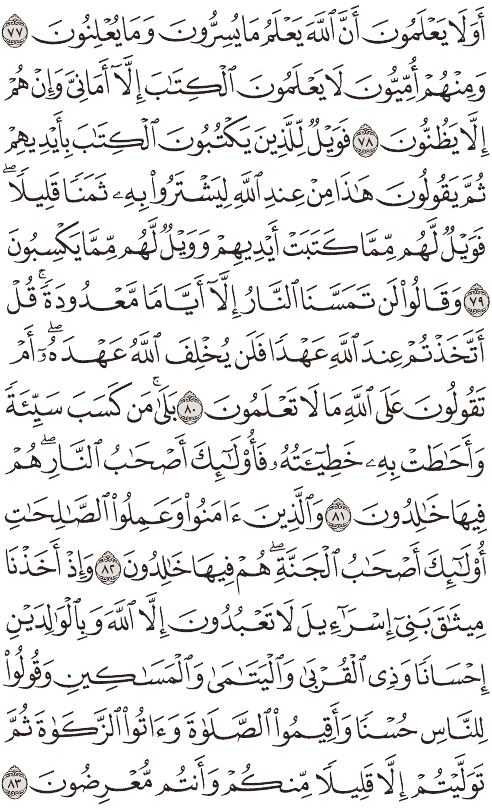 أَوَلَا يَعْلَمُونَ أَنَّ ٱللَّهَ يَعْلَمُ مَا يُسِرُّونَ وَمَا يُعْلِنُونَ ٧٧
وَمِنْهُمْ أُمِّيُّونَ لَا يَعْلَمُونَ ٱلْكِتَٰبَ إِلَّآ أَمَانِىَّ وَإِنْ هُمْ
إِلَّا يَظُنُّونَ ٧٨ فَوَيْلٌ لِّلَّذِينَ يَكْتُبُونَ ٱلْكِتَٰبَ بِأَيْدِيهِمْ
ثُمَّ يَقُولُونَ هَٰذَا مِنْ عِندِ ٱللَّهِ لِيَشْتَرُوا۟ بِهِۦ ثَمَنًا قَلِيلًا ۖ
فَوَيْلٌ لَّهُم مِّمَّا كَتَبَتْ أَيْدِيهِمْ وَوَيْلٌ لَّهُم مِّمَّا يَكْسِبُونَ
٧٩ وَقَالُوا۟ لَن تَمَسَّنَا ٱلنَّارُ إِلَّآ أَيَّامًا مَّعْدُودَةً ۚ قُلْ
أَتَّخَذْتُمْ عِندَ ٱللَّهِ عَهْدًا فَلَن يُخْلِفَ ٱللَّهُ عَهْدَهُۥٓ ۖ أَمْ
تَقُولُونَ عَلَى ٱللَّهِ مَا لَا تَعْلَمُونَ ٨٠ بَلَىٰ ۚ مَن كَسَبَ سَيِّئَةً
وَأَحَٰطَتْ بِهِۦ خَطِيٓـَٔتُهُۥ فَأُو۟لَٰٓئِكَ أَصْحَٰبُ ٱلنَّارِ ۖ هُمْ
فِيهَا خَٰلِدُونَ ٨١ وَٱلَّذِينَ ءَامَنُوا۟ وَعَمِلُوا۟ ٱلصَّٰلِحَٰتِ
أُو۟لَٰٓئِكَ أَصْحَٰبُ ٱلْجَنَّةِ ۖ هُمْ فِيهَا خَٰلِدُونَ ٨٢ وَإِذْ أَخَذْنَا
مِيثَٰقَ بَنِىٓ إِسْرَٰٓءِيلَ لَا تَعْبُدُونَ إِلَّا ٱللَّهَ وَبِٱلْوَٰلِدَيْنِ
إِحْسَانًا وَذِى ٱلْقُرْبَىٰ وَٱلْيَتَٰمَىٰ وَٱلْمَسَٰكِينِ وَقُولُوا۟
لِلنَّاسِ حُسْنًا وَأَقِيمُوا۟ ٱلصَّلَوٰةَ وَءَاتُوا۟ ٱلزَّكَوٰةَ ثُمَّ
تَوَلَّيْتُمْ إِلَّا قَلِيلًا مِّنكُمْ وَأَنتُم مُّعْرِضُونَ ٨٣